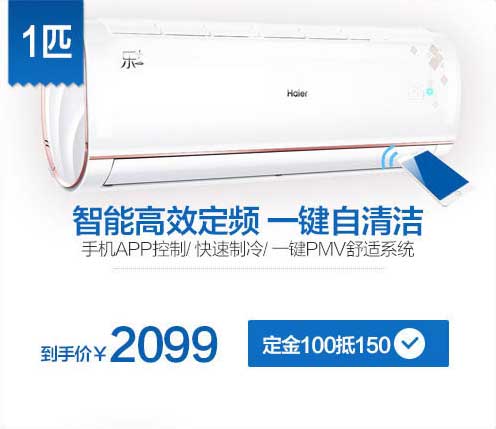 1匹
乐+
Haier
智能高效定频 一键自清洁
手机APP控制/ 快速制冷/ 一键PMV舒适系统
到手价¥2099
定金100抵150